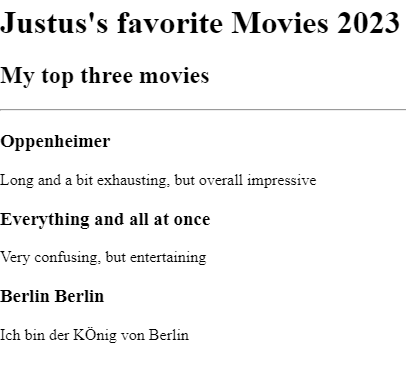 Justus's favorite Movies 2023
My top three movies
Oppenheimer
Long and a bit exhausting, but overall impressive
Everything and all at once
Very confusing, but entertaining
Berlin Berlin
Ich bin der KÖnig von Berlin